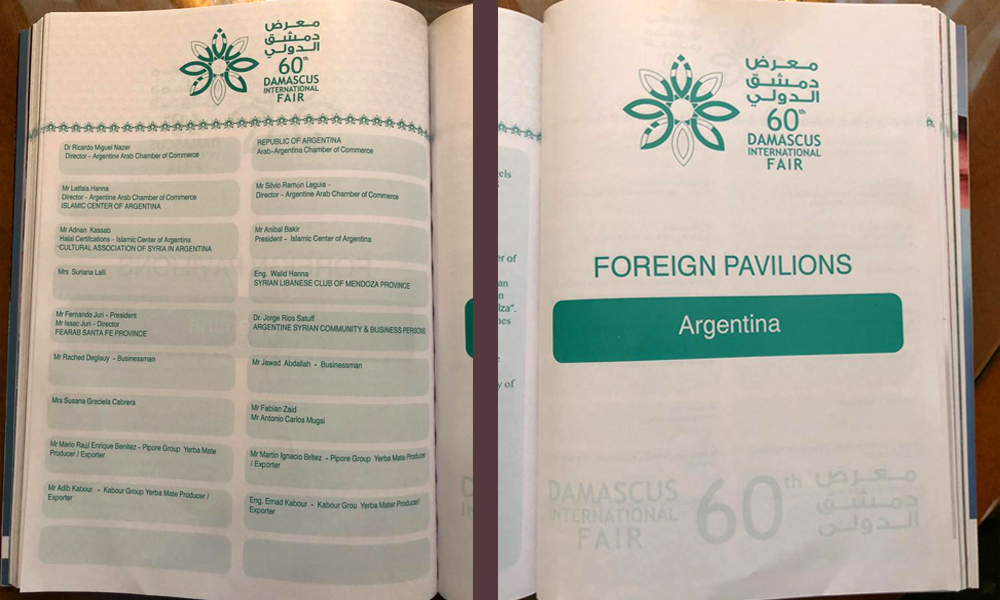 معرض
دمشق
الدولي
60th
DAMASCUS
INTERNATIONAL
FAIR
Dr Ricardo Miguel Nazer
Director - Argentine Arab Chamber of Commerce
REPUBLIC OF ARGENTINA
Arab-Argentina Chamber of Commerce
Mr Latfala Hanna
Director - Argentine Arab Chamber of Commerce
ISLAMIC CENTER OF ARGENTINA
Mr Silvio Ramón Leguia -
Director - Argentine Arab Chamber of Commerce
Mr Adnan Kassab
Halal Certifcations - Islamic Center of Argentina
CULTURAL ASSOCIATION OF SYRIA IN ARGENTINA
Mr Anibal Bakir
President - Islamic Center of Argentina
Mrs Suriana Lalli
Eng. Walid Hanna
SYRIAN LIBANESE CLUB OF MENDOZA PROVINCE
Mr Fernando Juri - President
Mr Issac Juri - Director
FEARAB SANTA FE PROVINCE
Dr. Jorge Rios Satuff
ARGENTINE SYRIAN COMMUNITY & BUSINESS PERSONS
Mr Rached Deglauy - Businessman
Mr Jawad Abdallah - Businessman
Mrs Susana Graciela Cabrera
Mr Fabian Zaid
Mr Antonio Carlos Mugsi
Mr Mario Raúl Enrique Benitez - Pipore Group Yerba Mate
Producer / Exporter
Mr Martin Ignacio Britez - Pipore Group Yerba Mate Producer
/ Exporter
Mr Adib Kabour - Kabour Group Yerba Mate Producer /
Exporter
Eng. Emad Kabour - Kabour Grou Yerba Mater Producer/
Exporter
معرض
دمشق
الدولي
60th
DAMASCUS
INTERNATIONAL
FAIR
FOREIGN PAVILIONS
Argentina
DAMASCUS
INTERNATIONAL
FAIR
60th
معرض
دمشق
الدولي